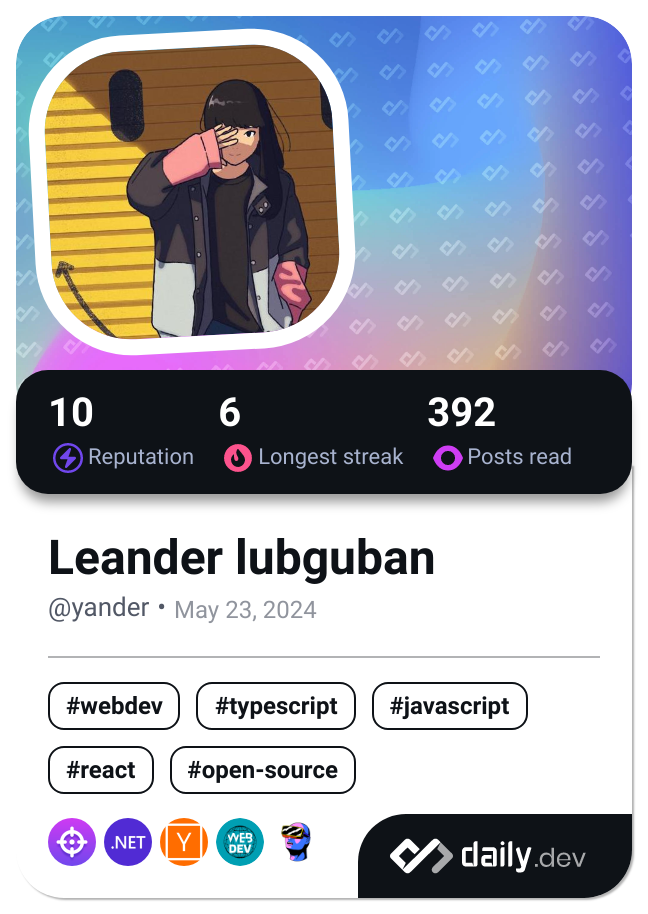 10 6 392
Reputation Longest streak Posts read
Leander lubguban
@yander • May 23, 2024
#webdev #typescript #javascript
#react #open-source
.NET Y WEB DEV
daily.dev